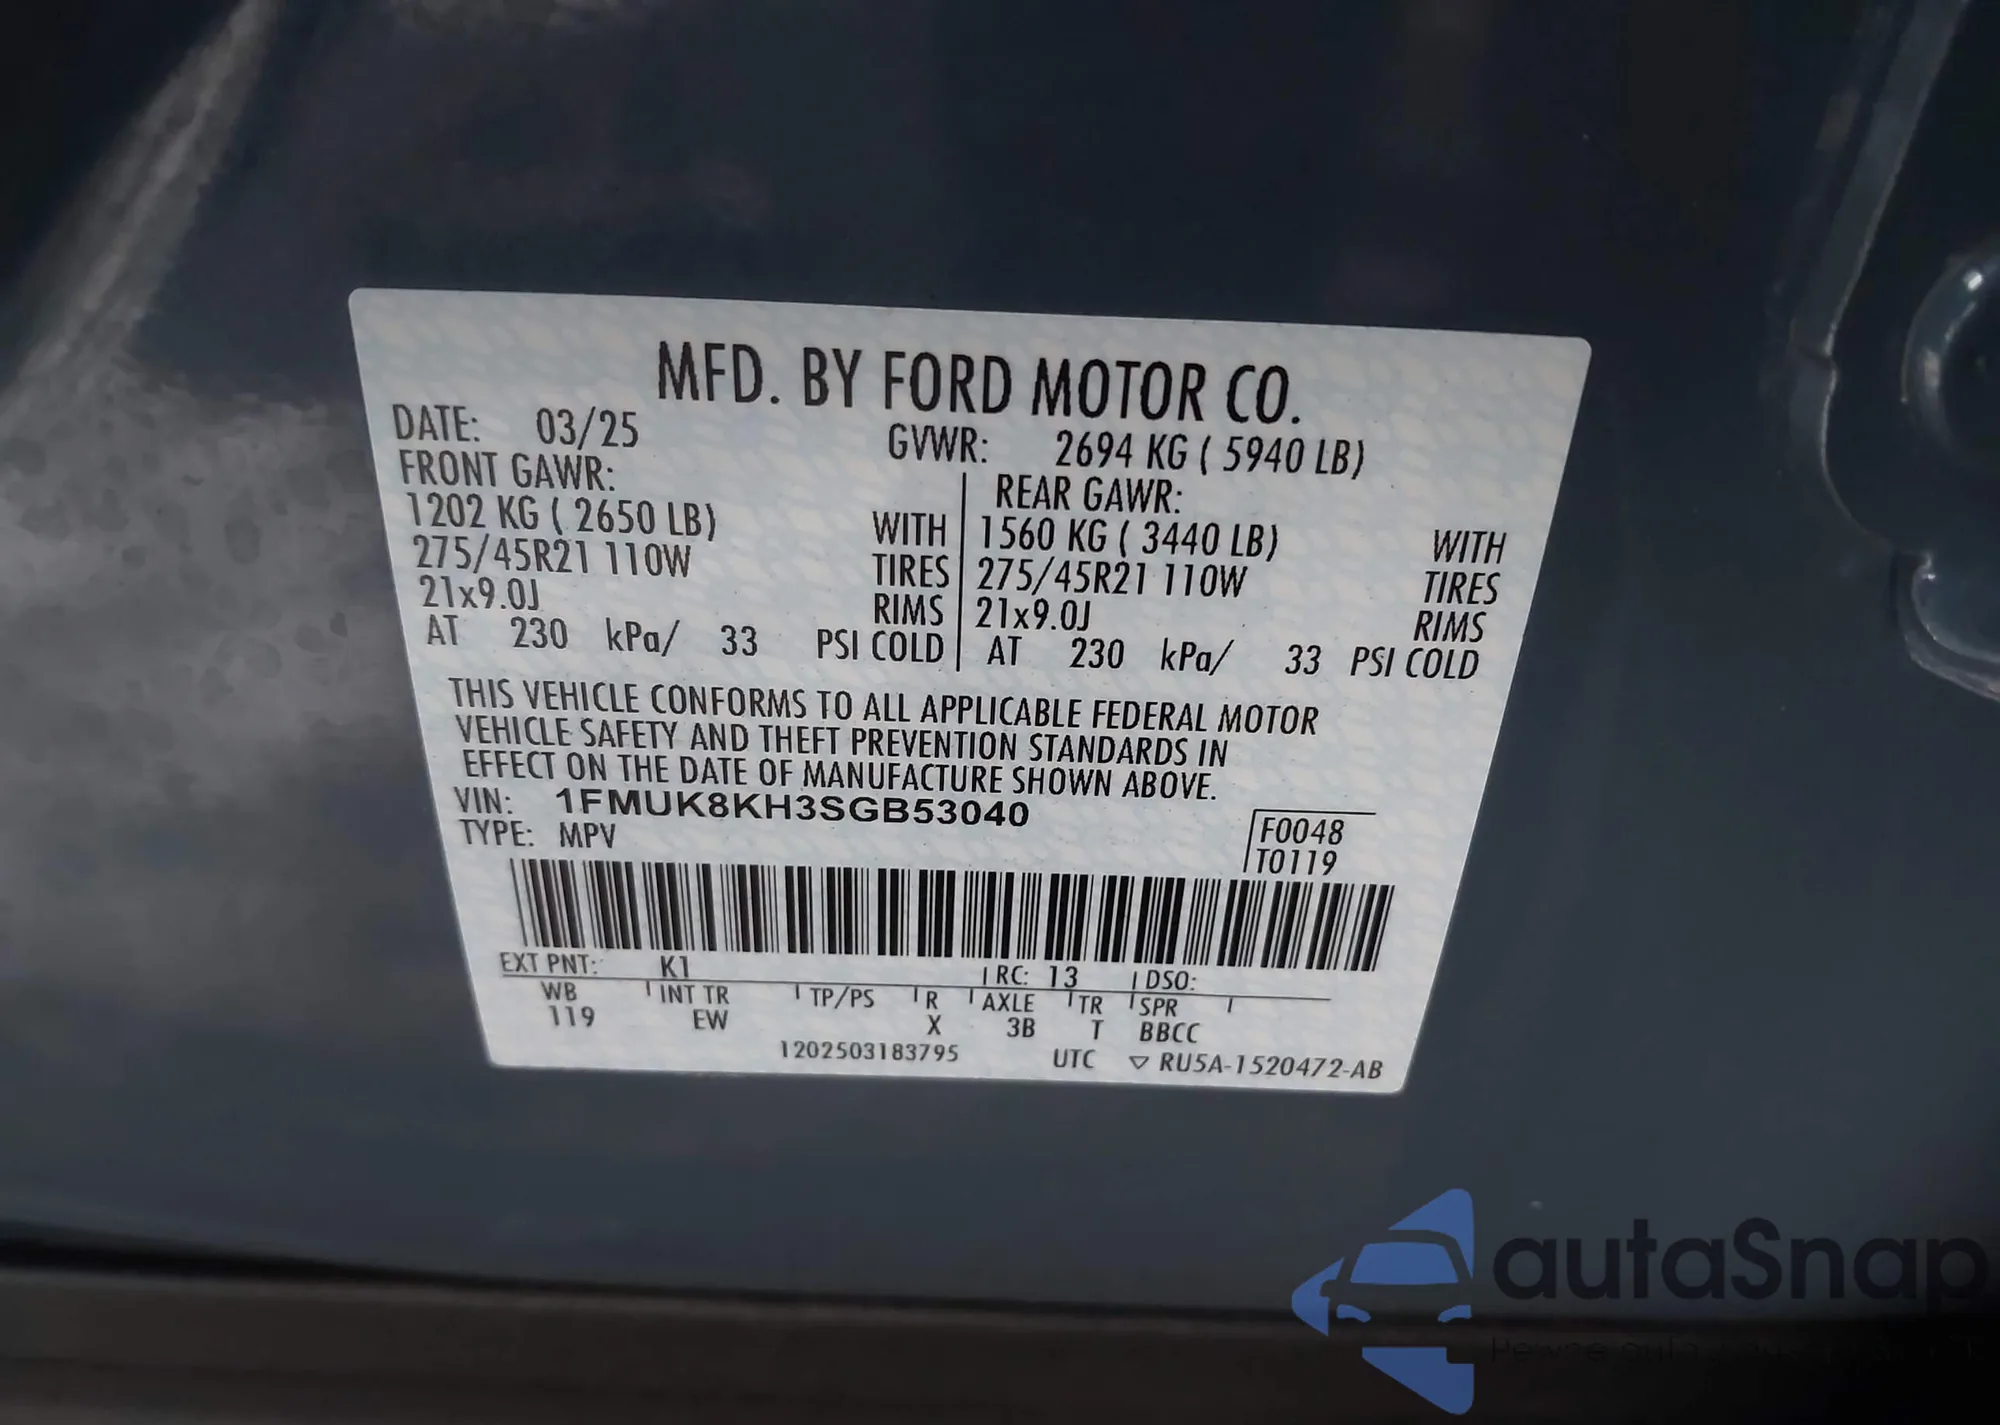 MFD. BY FORD MOTOR CO.
DATE: 03/25 GVWR: 2694 KG ( 5940 LB)
FRONT GAWR: REAR GAWR:
1202 KG ( 2650 LB) WITH 1560 KG ( 3440 LB) WITH
275/45R21 110W TIRES 275/45R21 110W TIRES
21x9.0J RIMS 21x9.0J RIMS
AT 230 kPa/ 33 PSI COLD AT 230 kPa/ 33 PSI COLD
THIS VEHICLE CONFORMS TO ALL APPLICABLE FEDERAL MOTOR
VEHICLE SAFETY AND THEFT PREVENTION STANDARDS IN
EFFECT ON THE DATE OF MANUFACTURE SHOWN ABOVE.
VIN: 1FMUK8KH3SGB53040
TYPE: MPV
F0048
T0119
EXT PNT: K1 RC: 13 DSO:
WB INT TR TP/PS R AXLE TR SPR
119 EW X 3B T BBCC
1202503183795 UTC ▽ RU5A-1520472-AB
autaSnap